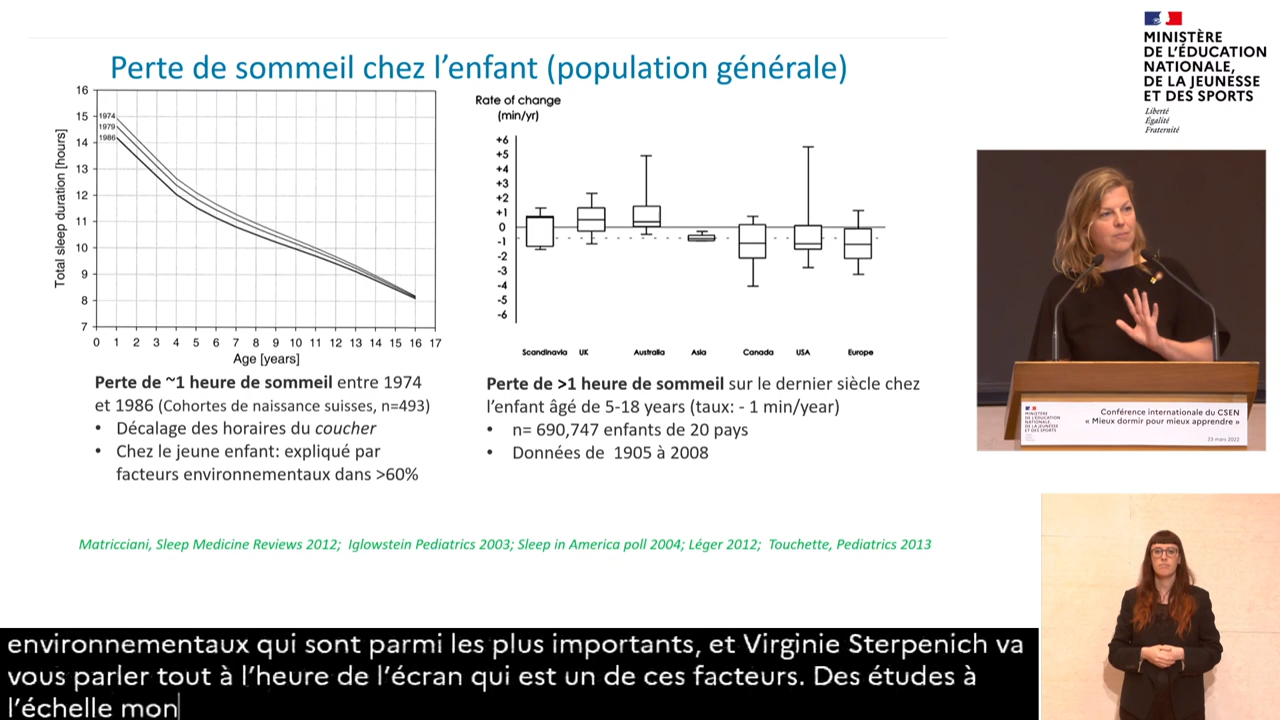 Perte de sommeil chez l’enfant (population générale)
16
15
14
13
12
11
10
9
8
7
Total sleep duration [hours]
1974
1979
1986
0 1 2 3 4 5 6 7 8 9 10 11 12 13 14 15 16 17
Age [years]
Rate of change
(min/yr)
+6
+5
+4
+3
+2
+1
0
-1
-2
-3
-4
-5
-6
Scandinavia UK Australia Asia Canada USA Europe
Perte de ~1 heure de sommeil entre 1974
et 1986 (Cohortes de naissance suisses, n=493)
• Décalage des horaires du coucher
• Chez le jeune enfant: expliqué par
facteurs environnementaux dans >60%
Perte de >1 heure de sommeil sur le dernier siècle chez
l’enfant âgé de 5-18 years (taux: - 1 min/year)
• n= 690,747 enfants de 20 pays
• Données de 1905 à 2008
Matricciani, Sleep Medicine Reviews 2012; Iglowstein Pediatrics 2003; Sleep in America poll 2004; Léger 2012; Touchette, Pediatrics 2013
MINISTÈRE
DE L’ÉDUCATION
NATIONALE,
DE LA JEUNESSE
ET DES SPORTS
Liberté
Égalité
Fraternité
MINISTÈRE
DE L’ÉDUCATION
NATIONALE,
DE LA JEUNESSE
ET DES SPORTS
Conférence internationale du CSEN
« Mieux dormir pour mieux apprendre »
23 mars 2022
environnementaux qui sont parmi les plus importants, et Virginie Sterpenich va
vous parler tout à l’heure de l’écran qui est un de ces facteurs. Des études à
l’échelle mon